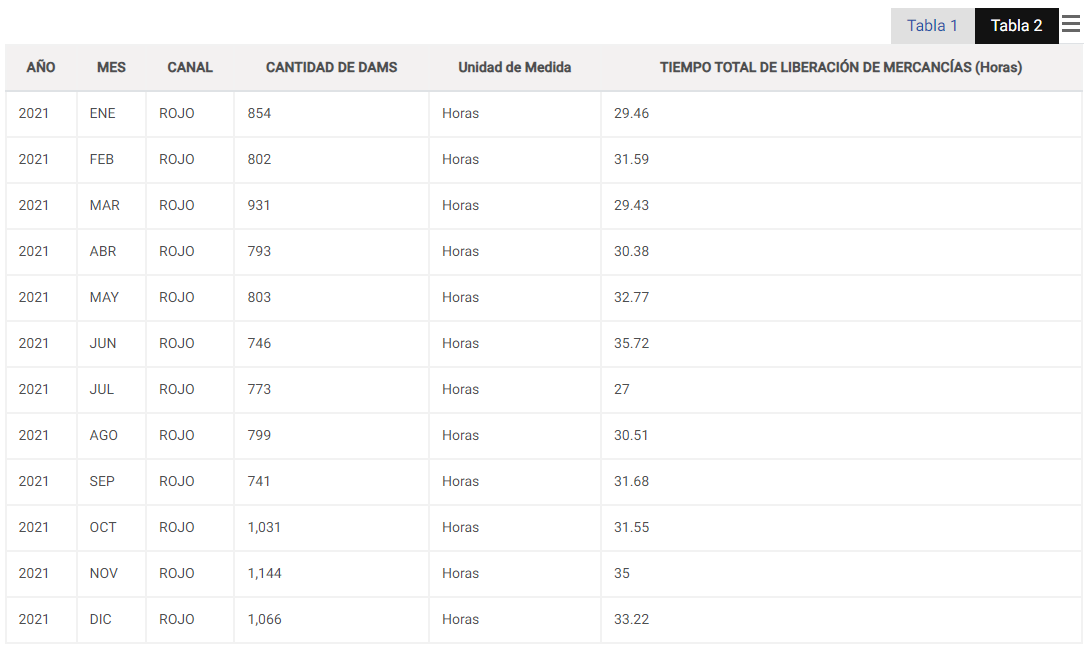 Tabla 1 Tabla 2
AÑO MES CANAL CANTIDAD DE DAMS Unidad de Medida TIEMPO TOTAL DE LIBERACIÓN DE MERCANCÍAS (Horas)
2021 ENE ROJO 854 Horas 29.46
2021 FEB ROJO 802 Horas 31.59
2021 MAR ROJO 931 Horas 29.43
2021 ABR ROJO 793 Horas 30.38
2021 MAY ROJO 803 Horas 32.77
2021 JUN ROJO 746 Horas 35.72
2021 JUL ROJO 773 Horas 27
2021 AGO ROJO 799 Horas 30.51
2021 SEP ROJO 741 Horas 31.68
2021 OCT ROJO 1,031 Horas 31.55
2021 NOV ROJO 1,144 Horas 35
2021 DIC ROJO 1,066 Horas 33.22